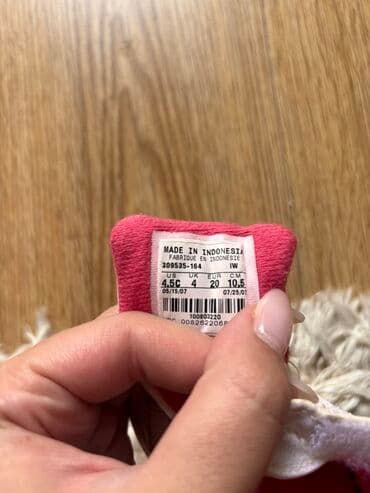 MADE IN INDONESIA
FABRIQUE EN INDONESIE
309535-164 IW
US UK EUR CM
4.5C 4 20 10.5
05/15/07 07/25/07
100803220